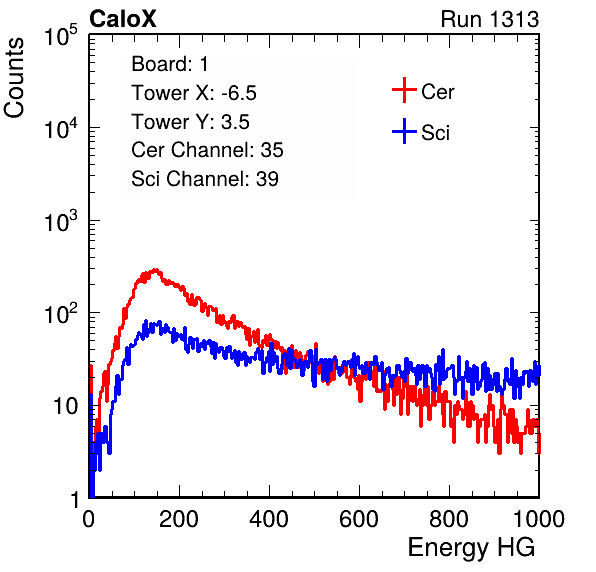 CaloX
Run 1313
Counts
Board: 1
Tower X: -6.5
Tower Y: 3.5
Cer Channel: 35
Sci Channel: 39
Cer
Sci
10^5
10^4
10^3
10^2
10
1
0 200 400 600 800 1000
Energy HG